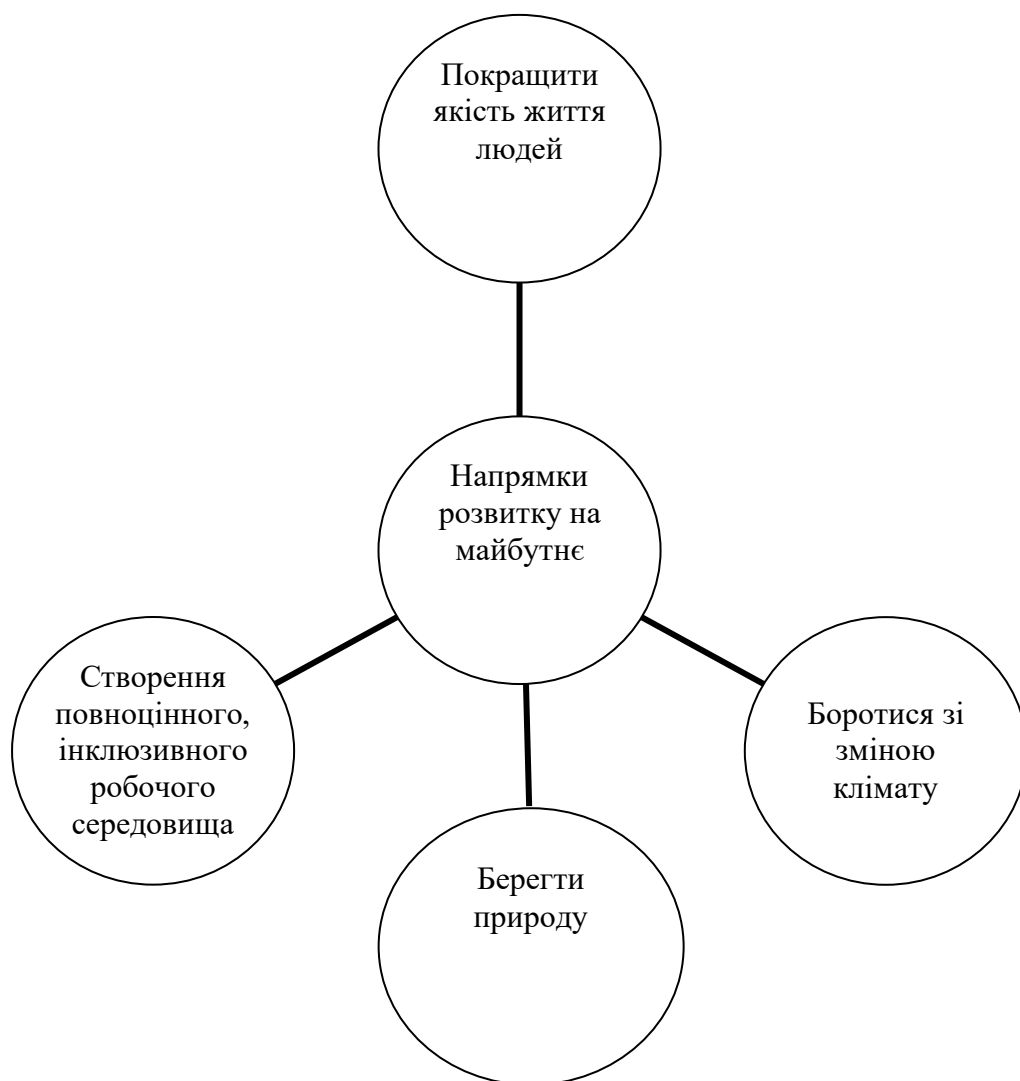 Покращити
якість життя
людей
Напрямки
розвитку на
майбутнє
Створення
повноцінного,
інклюзивного
робочого
середовища
Боротися зі
зміною
клімату
Берегти
природу